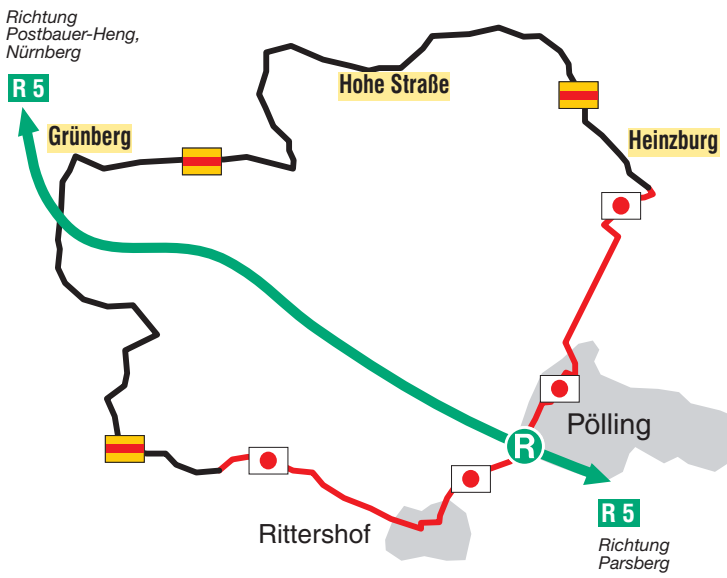 Richtung
Postbauer-Heng,
Nürnberg
R 5
Grünberg
Hohe Straße
Heinzburg
Pölling
R
Rittershof
R 5
Richtung
Parsberg